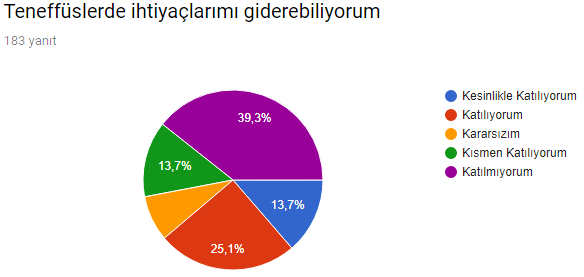 Teneffüslerde ihtiyaçlarımı giderebiliyorum
183 yanıt
39,3%
13,7%
13,7%
25,1%
Kesinlikle Katılıyorum
Katılıyorum
Kararsızım
Kısmen Katılıyorum
Katılmıyorum